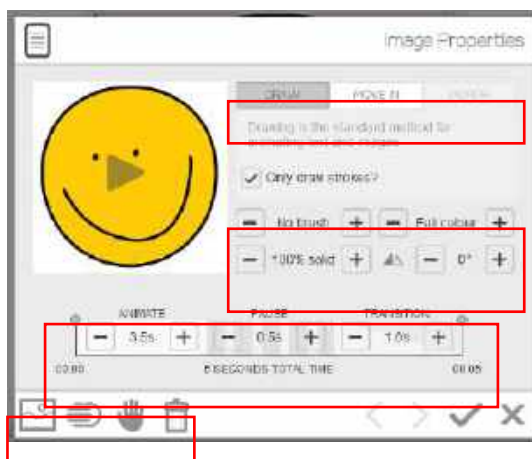 Image Properties
DRAW MOVE IN MORPH
Drawing is the standard method for
animating text and images
Only draw strokes?
No brush Full colour
100% solid 0°
ANIMATE PAUSE TRANSITION
3.5s 0.5s 1.0s
00:00 5 SECONDS TOTAL TIME 00:05